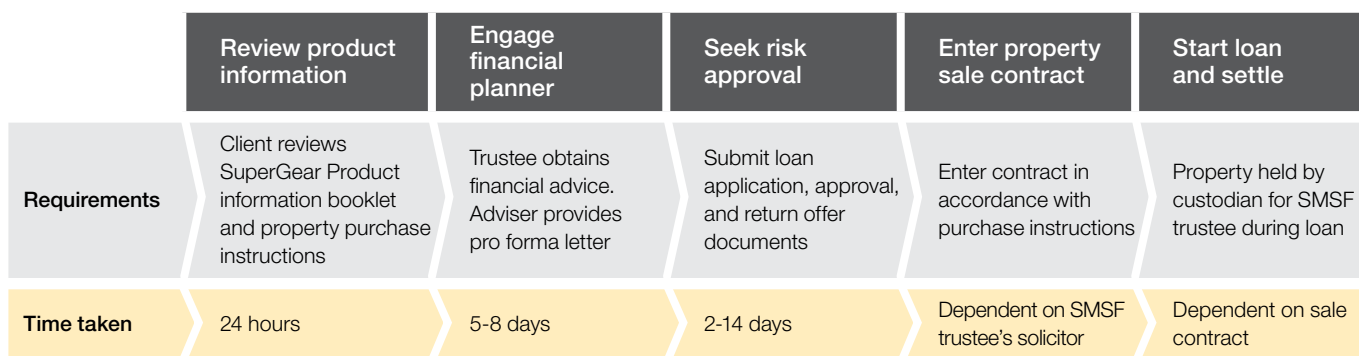 Review product
information
Engage
financial
planner
Seek risk
approval
Enter property
sale contract
Start loan
and settle
Requirements
Client reviews
SuperGear Product
information booklet
and property purchase
instructions
Trustee obtains
financial advice.
Adviser provides
pro forma letter
Submit loan
application, approval,
and return offer
documents
Enter contract in
accordance with
purchase instructions
Property held by
custodian for SMSF
trustee during loan
Time taken
24 hours
5-8 days
2-14 days
Dependent on SMSF
trustee’s solicitor
Dependent on sale
contract